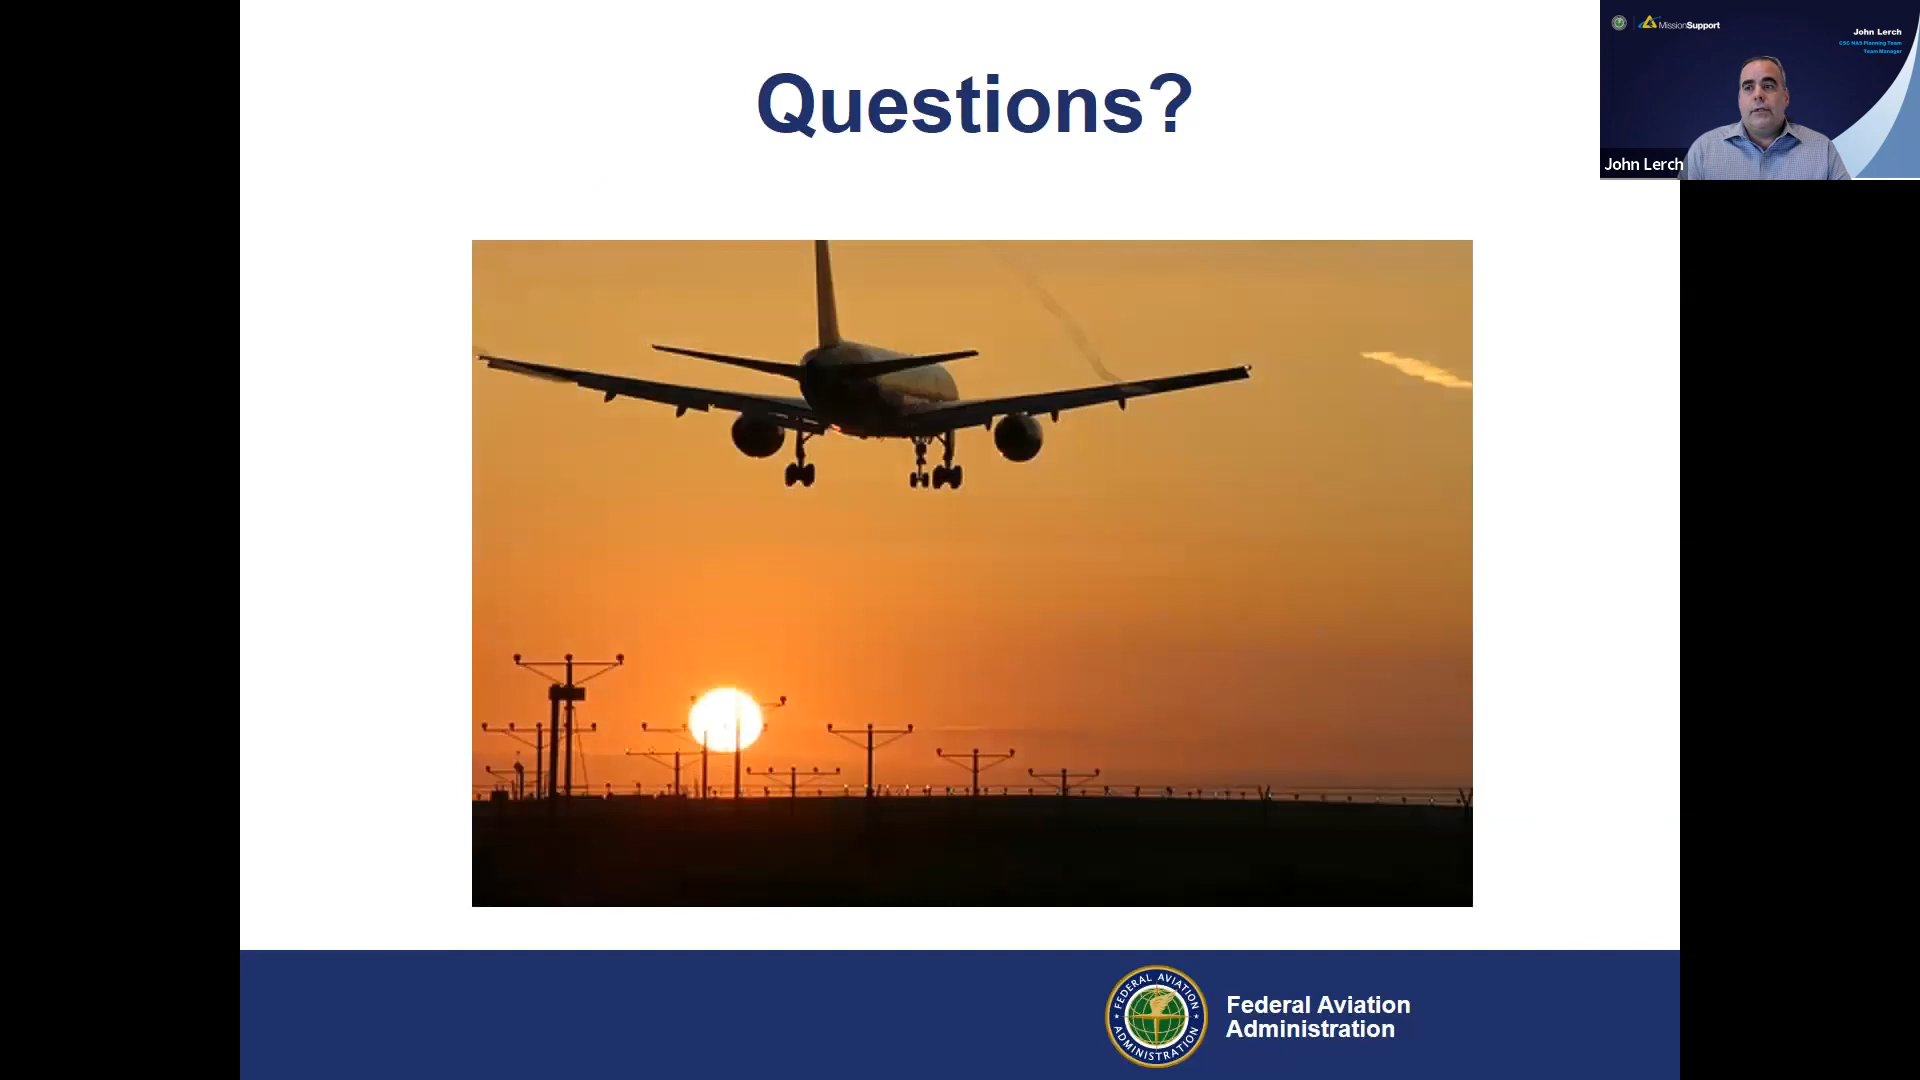 Questions?
MissionSupport
John Lerch
CSC NAS Planning Team
Team Manager
John Lerch
FEDERAL AVIATION
ADMINISTRATION
Federal Aviation
Administration